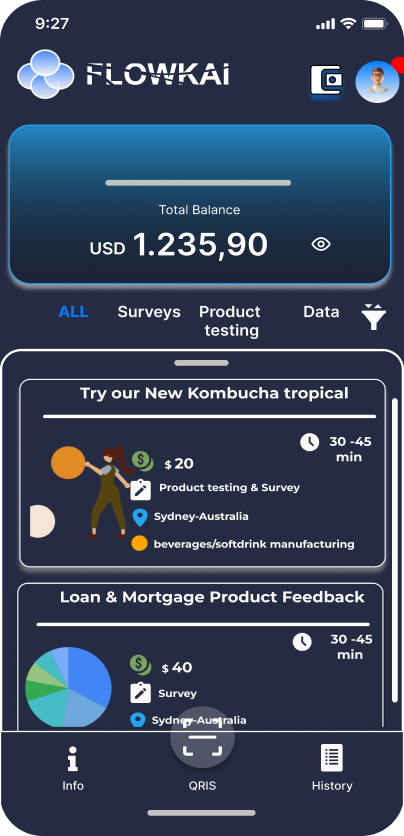 9:27
FLOWKAI
Total Balance
USD 1.235,90
ALL Surveys Product testing Data
Try our New Kombucha tropical
30 -45
min
$ 20
Product testing & Survey
Sydney-Australia
beverages/softdrink manufacturing
Loan & Mortgage Product Feedback
30 -45
min
$ 40
Survey
Sydney-Australia
Info QRIS History